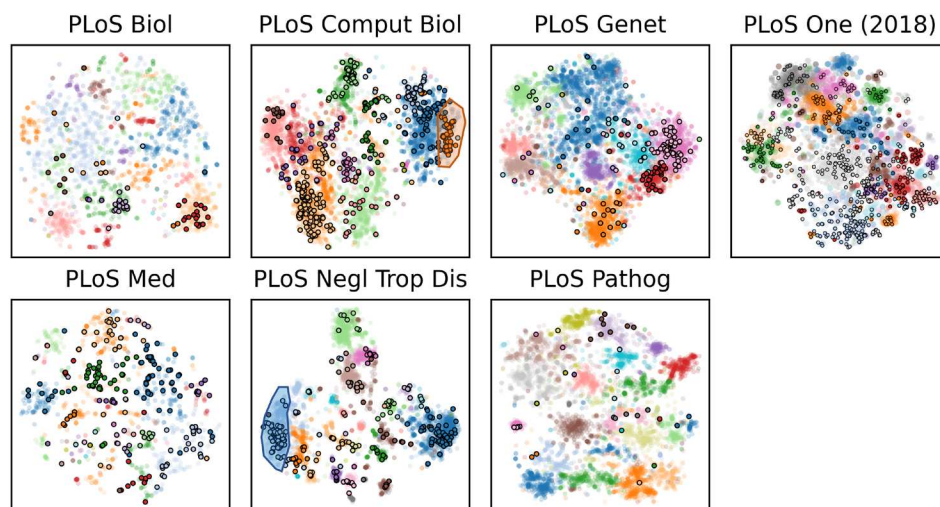 PLoS Biol
PLoS Comput Biol
PLoS Genet
PLoS One (2018)
PLoS Med
PLoS Negl Trop Dis
PLoS Pathog